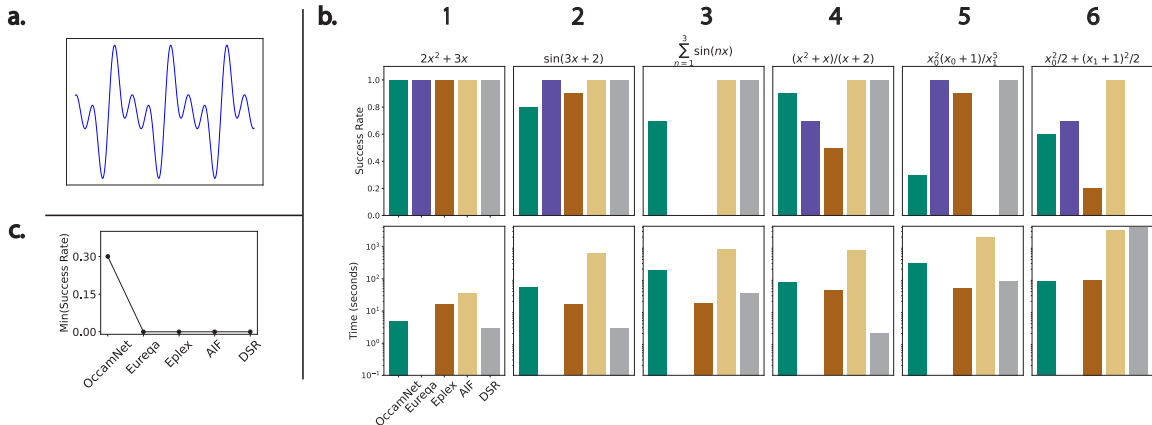 a.
b.
1
2
3
4
5
6
2x² + 3x
sin(3x + 2)
3
∑ sin(nx)
n = 1
(x² + x)/(x + 2)
x₀²(x₀ + 1)/x₁⁵
x₀²/2 + (x₁ + 1)²/2
Success Rate
1.0
0.8
0.6
0.4
0.2
0.0
c.
Min(Success Rate)
0.30
0.15
0.00
OccamNet
Eureqa
Eplex
AIF
DSR
Time (seconds)
10³
10²
10¹
10⁰
10⁻¹
OccamNet
Eureqa
Eplex
AIF
DSR